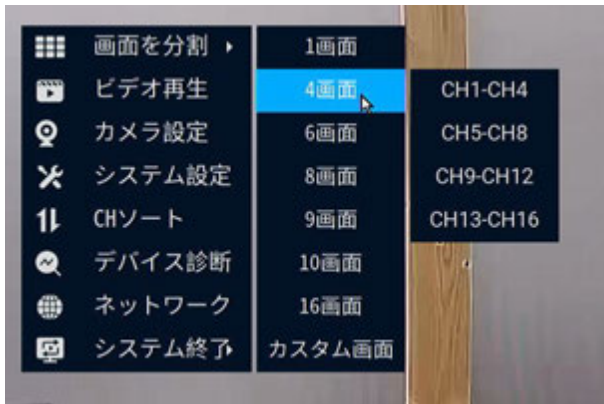 画面を分割
ビデオ再生
カメラ設定
システム設定
CHソート
デバイス診断
ネットワーク
システム終了
1画面
4画面
6画面
8画面
9画面
10画面
16画面
カスタム画面
CH1-CH4
CH5-CH8
CH9-CH12
CH13-CH16